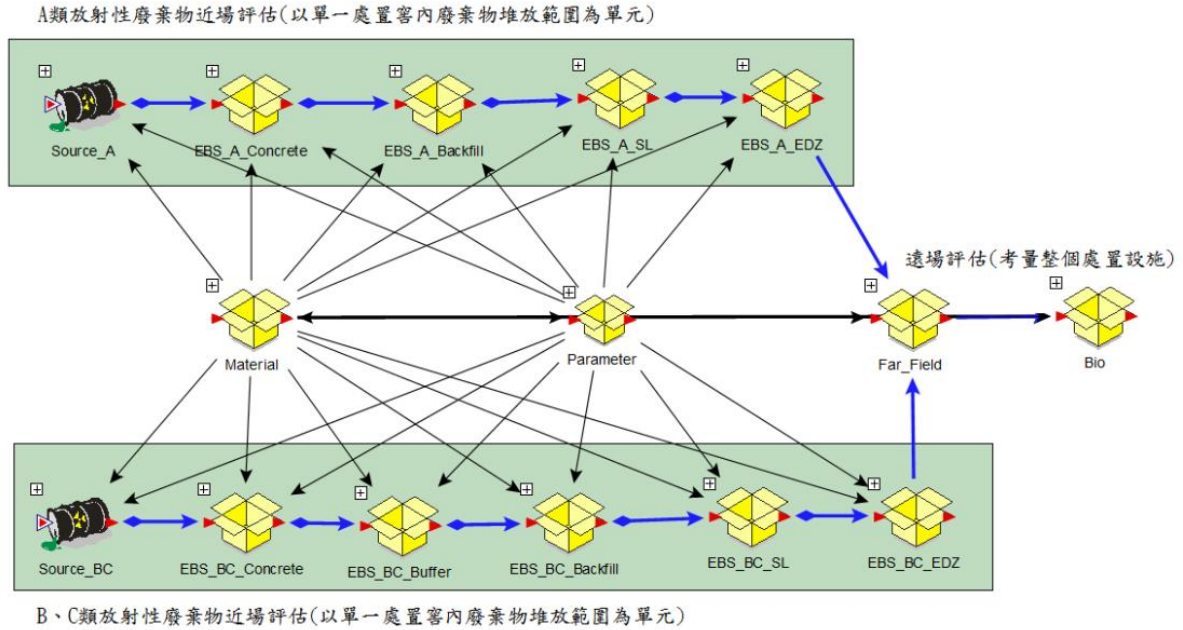 A類放射性廢棄物近場評估(以單一處置窖內廢棄物堆放範圍為單元)
Source_A
EBS_A_Concrete
EBS_A_Backfill
EBS_A_SL
EBS_A_EDZ
遠場評估(考量整個處置設施)
Material
Parameter
Far_Field
Bio
Source_BC
EBS_BC_Concrete
EBS_BC_Buffer
EBS_BC_Backfill
EBS_BC_SL
EBS_BC_EDZ
B、C類放射性廢棄物近場評估(以單一處置窖內廢棄物堆放範圍為單元)